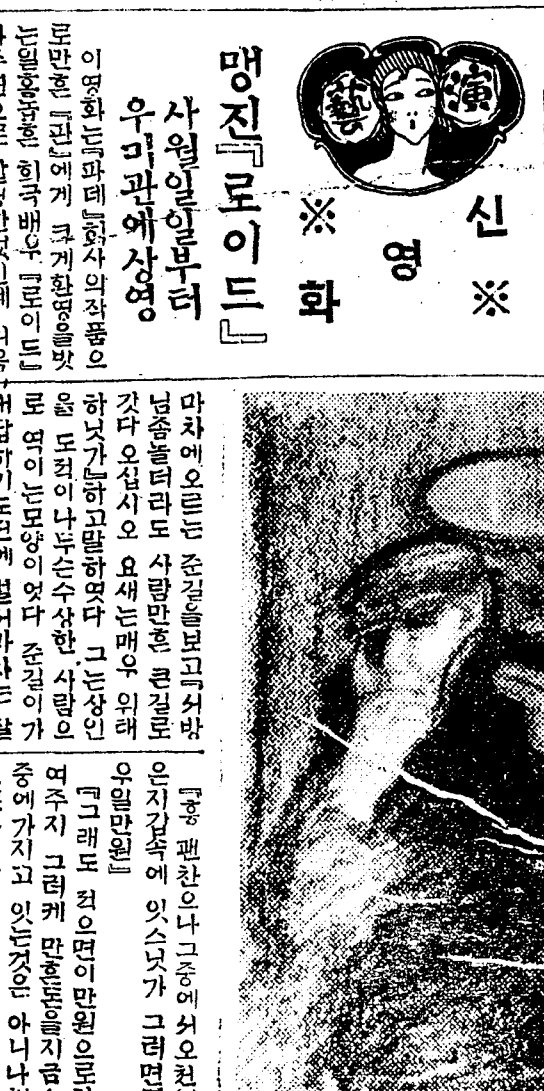 演藝
신영화
맹진『로이드』
사월일일부터
우미관에상영
이영화는『파데』회사의작품으
로만흔『팬』에게 크게환영을밧
는일홈놉흔 희극배우『로이드』
마차에오르는 준길을보고『서방
님좀놀더라도 사람만흔 큰길로
갓다 오십시오 요새는매우 위태
하닛가』하고말하엿다 그는상인
을 도적이나두슨수상한 사람으
로 역이는모양이엇다 준길이가
『흥 괜찬으나그중에서오천
은지갑속에 잇스닛가 그러면
우일만원』
『그래도 적으면이만원으로
여주지 그러케 만흔돈을지금
중에가지고 잇는것은 아니나